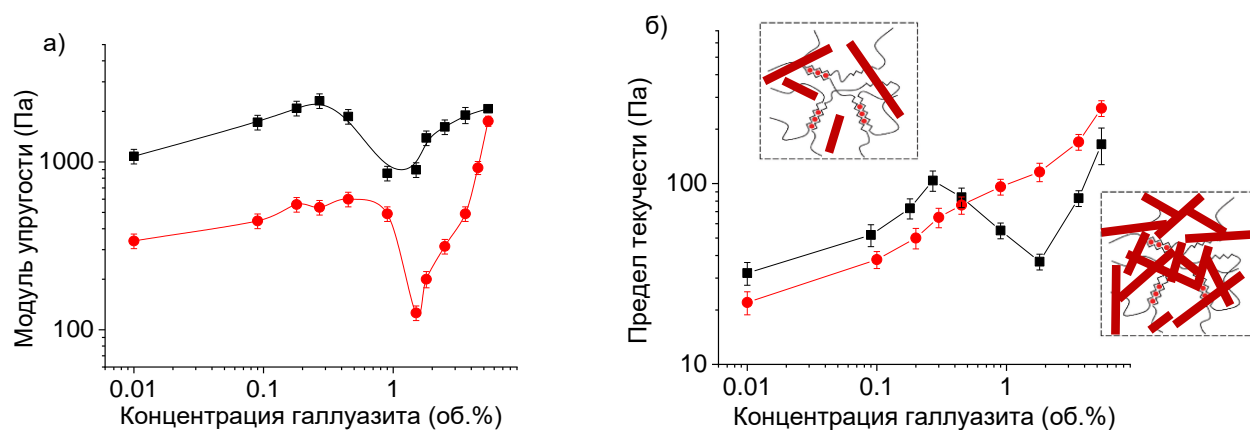 а)
Модуль упругости (Па)
1000
100
0.01
0.1
1
Концентрация галлуазита (об.%)
б)
Предел текучести (Па)
100
10
0.01
0.1
1
Концентрация галлуазита (об.%)